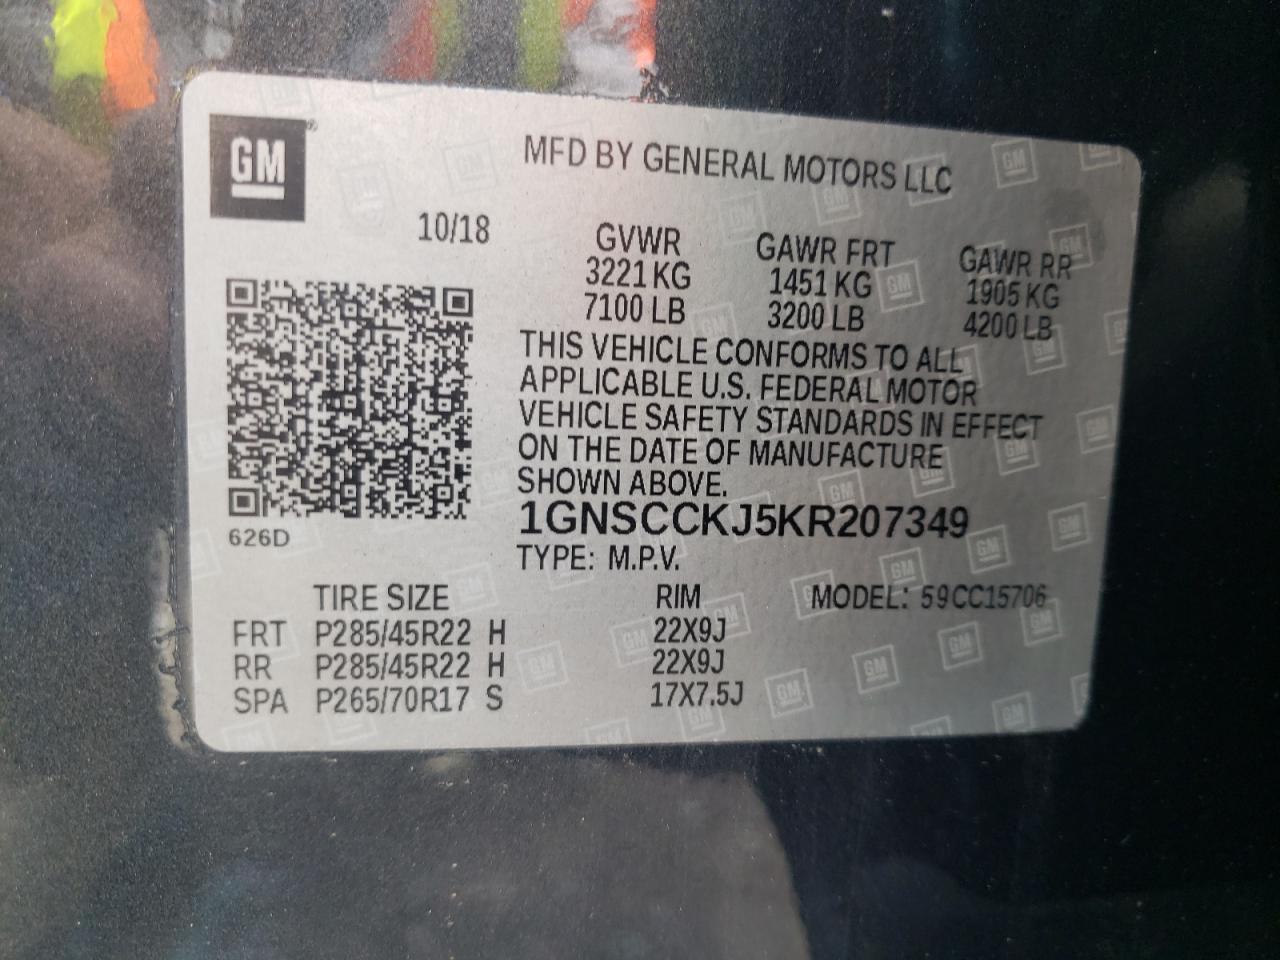 GM®
MFD BY GENERAL MOTORS LLC
10/18
GVWR GAWR FRT GAWR RR
3221 KG 1451 KG 1905 KG
7100 LB 3200 LB 4200 LB
THIS VEHICLE CONFORMS TO ALL
APPLICABLE U.S. FEDERAL MOTOR
VEHICLE SAFETY STANDARDS IN EFFECT
ON THE DATE OF MANUFACTURE
SHOWN ABOVE.
1GNSCCKJ5KR207349
626D
TYPE: M.P.V.
TIRE SIZE RIM MODEL: 59CC15706
FRT P285/45R22 H 22X9J
RR P285/45R22 H 22X9J
SPA P265/70R17 S 17X7.5J